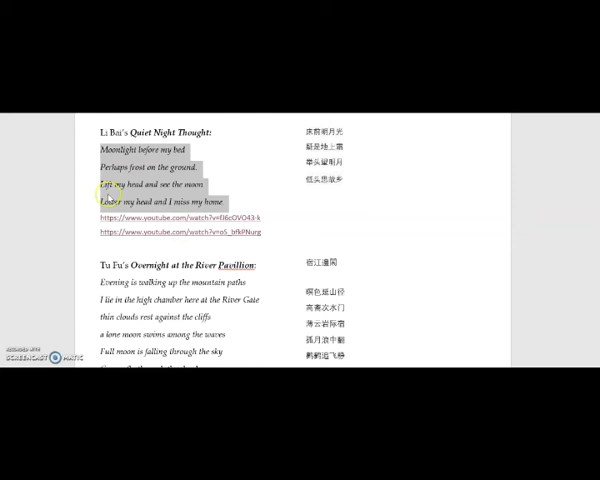 Li Bai's Quiet Night Thought:
Moonlight before my bed
Perhaps frost on the ground.
Lift my head and see the moon
Lower my head and I miss my home
https://www.youtube.com/watch?v=fJ6cOVO43-k
https://www.youtube.com/watch?v=oS_bfkPNurg
床前明月光
疑是地上霜
举头望明月
低头思故乡
Tu Fu's Overnight at the River Pavillion:
Evening is walking up the mountain paths
I lie in the high chamber here at the River Gate
thin clouds rest against the cliffs
a lone moon swims among the waves
Full moon is falling through the sky
宿江邊閣
暝色延山径
高斋次水门
薄云岩际宿
孤月浪中翻
鹳鹤追飞静
RECORDED WITH
SCREENCAST MATIC